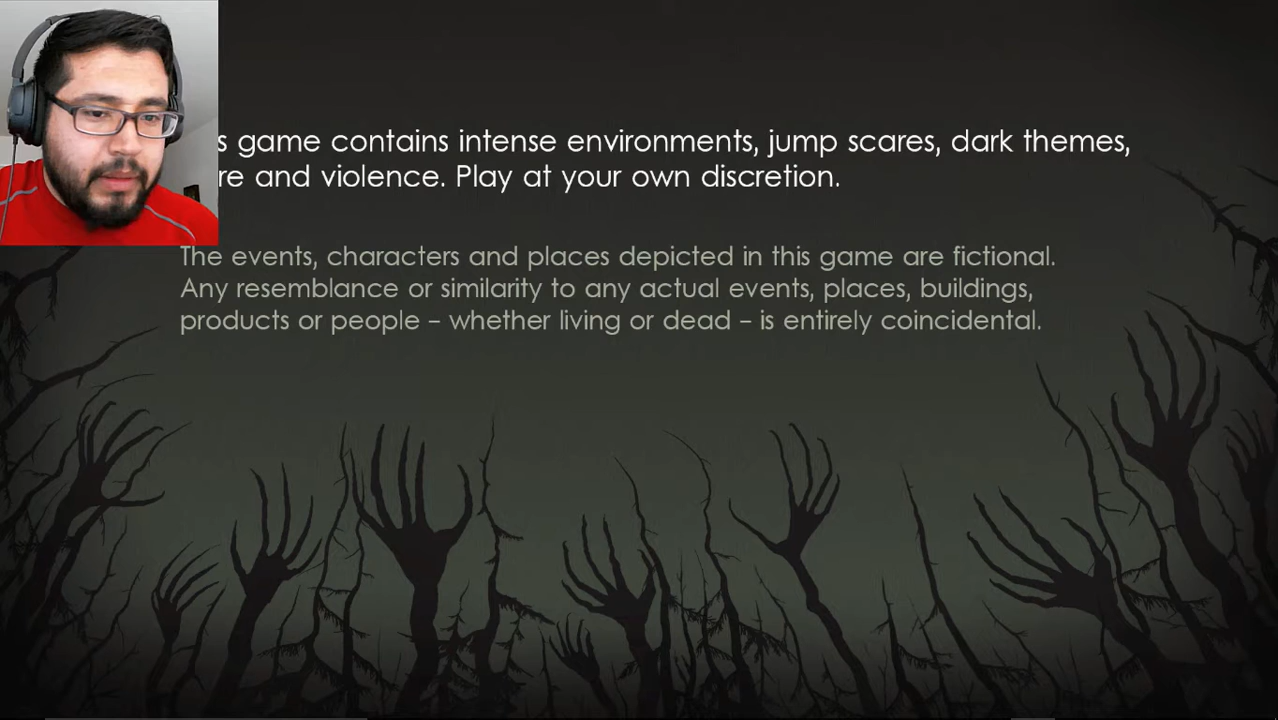 s game contains intense environments, jump scares, dark themes,
re and violence. Play at your own discretion.
The events, characters and places depicted in this game are fictional.
Any resemblance or similarity to any actual events, places, buildings,
products or people – whether living or dead – is entirely coincidental.